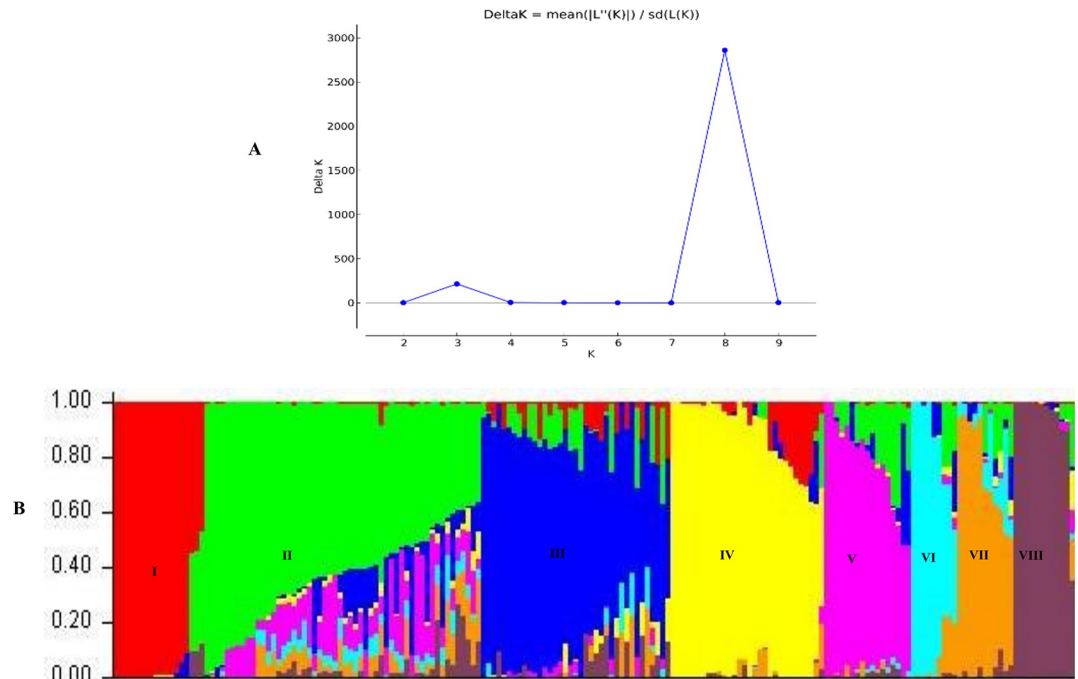 DeltaK = mean(|L''(K)|) / sd(L(K))
3000
2500
2000
1500
1000
500
0
Delta K
A
2 3 4 5 6 7 8 9
K
1.00
0.80
0.60
0.40
0.20
0.00
B
I II III IV V VI VII VIII